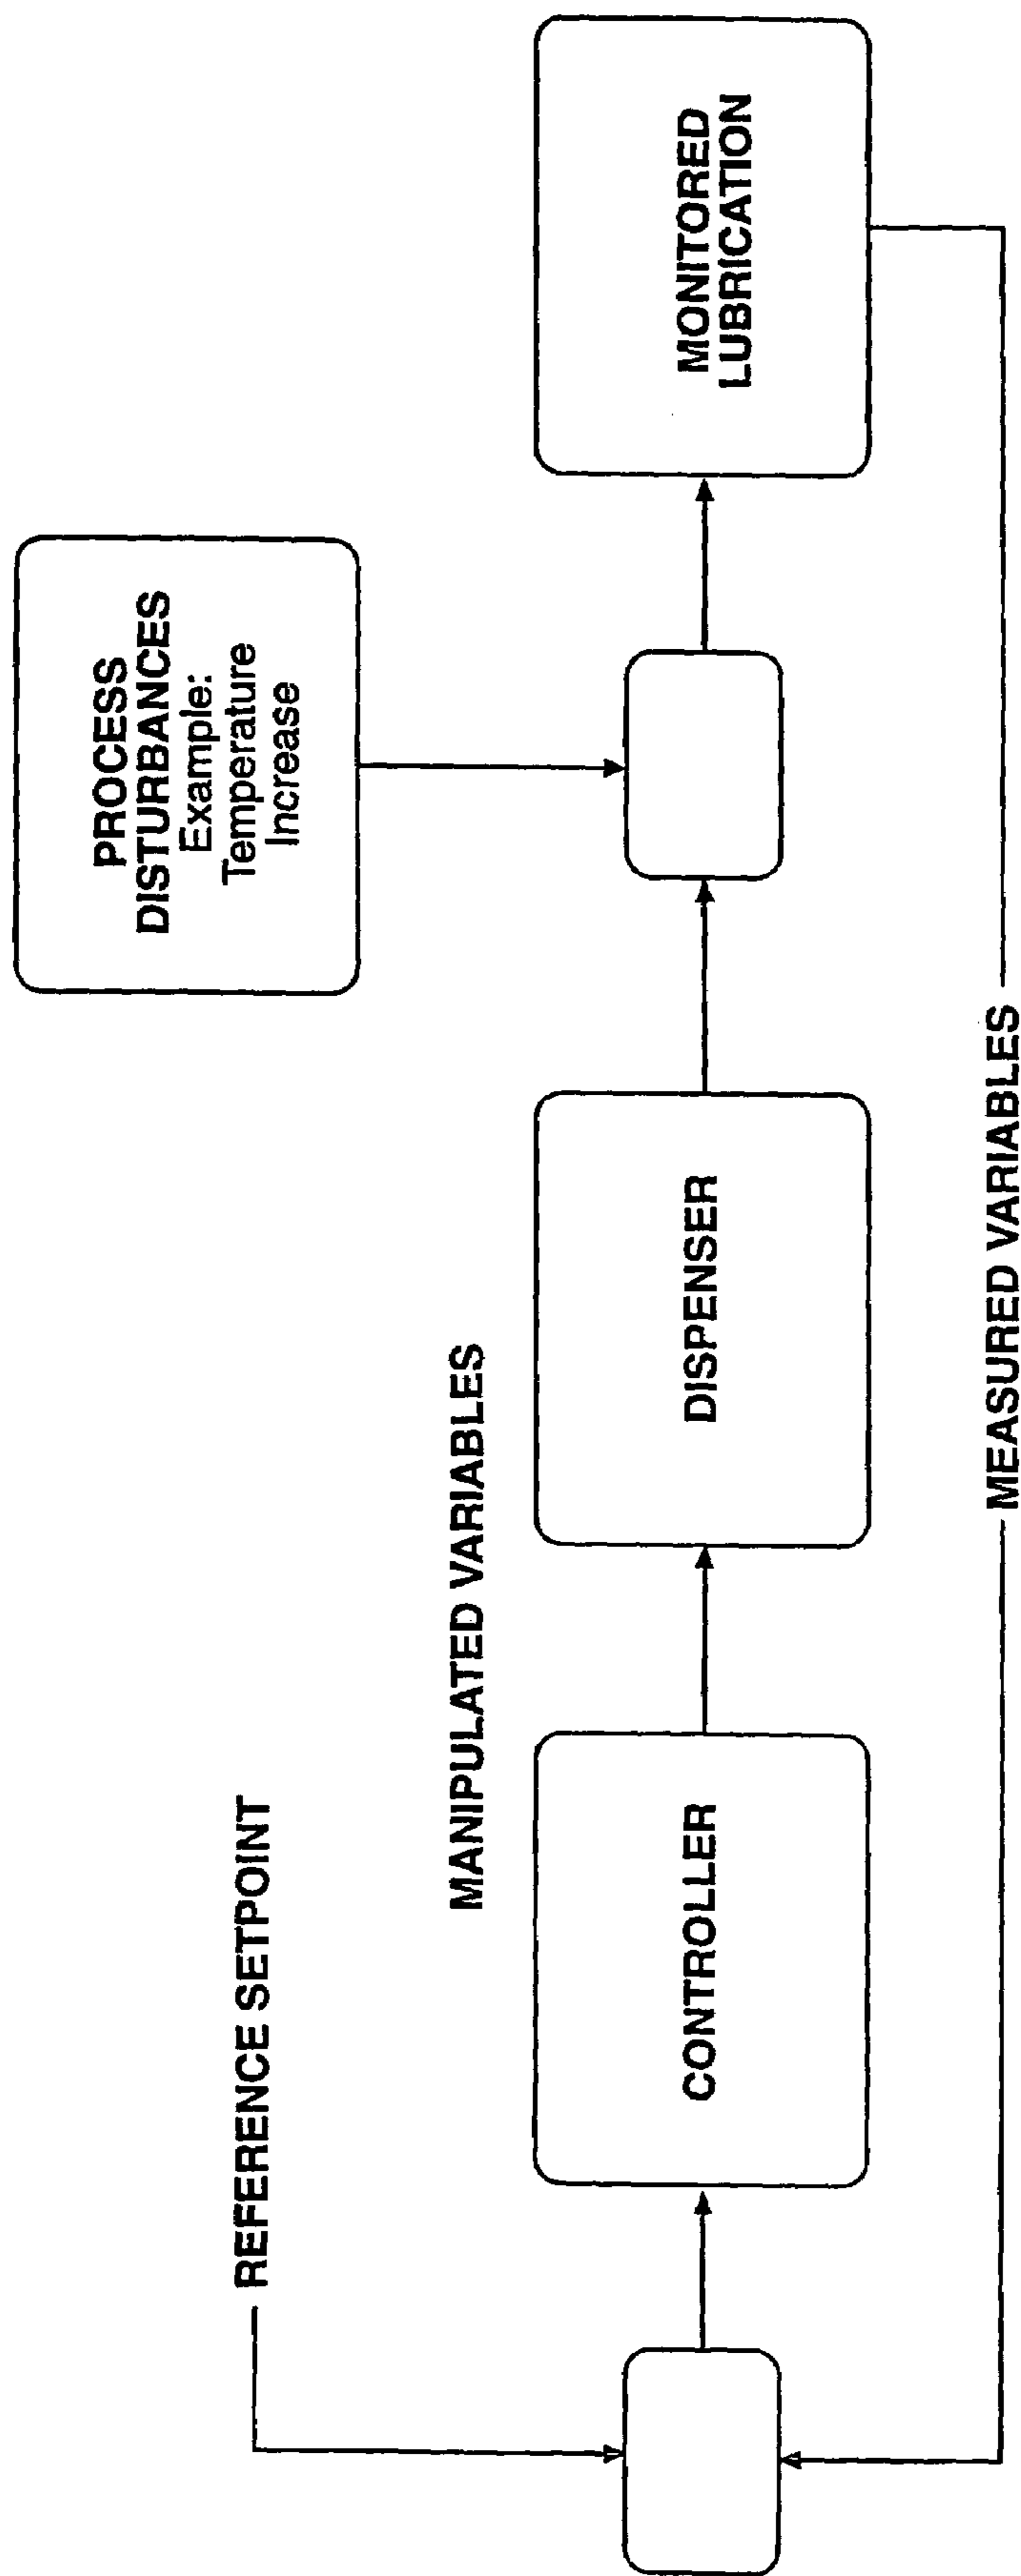 REFERENCE SETPOINT
PROCESS
DISTURBANCES
Example:
Temperature
Increase
MANIPULATED VARIABLES
CONTROLLER
DISPENSER
MONITORED
LUBRICATION
MEASURED VARIABLES